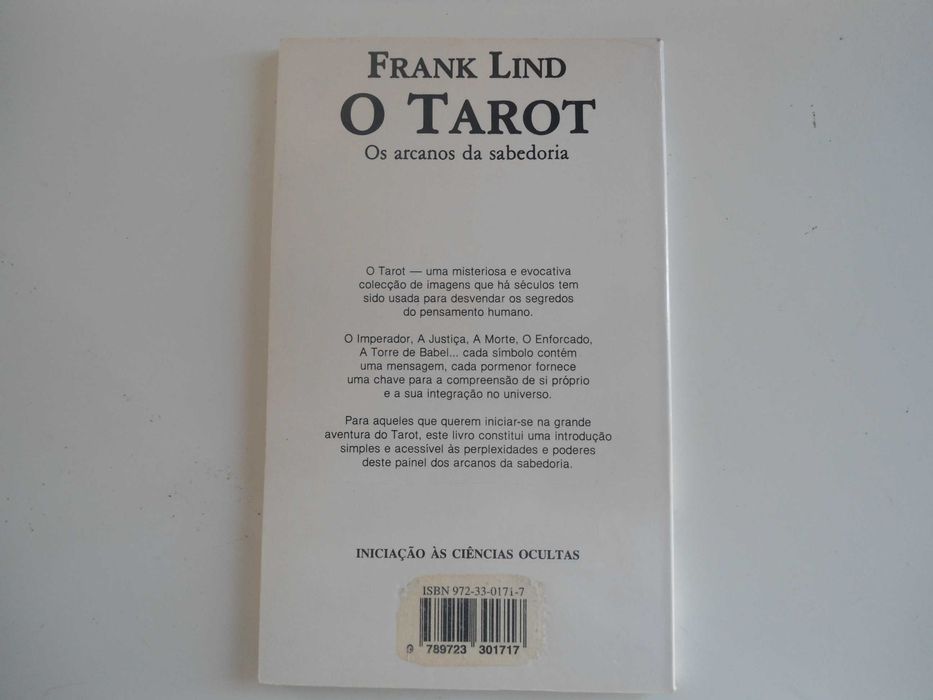 FRANK LIND
O TAROT
Os arcanos da sabedoria
O Tarot — uma misteriosa e evocativa
colecção de imagens que há séculos tem
sido usada para desvendar os segredos
do pensamento humano.
O Imperador, A Justiça, A Morte, O Enforcado,
A Torre de Babel... cada símbolo contém
uma mensagem, cada pormenor fornece
uma chave para a compreensão de si próprio
e a sua integração no universo.
Para aqueles que querem iniciar-se na grande
aventura do Tarot, este livro constitui uma introdução
simples e acessível às perplexidades e poderes
deste painel dos arcanos da sabedoria.
INICIAÇÃO ÀS CIÊNCIAS OCULTAS
ISBN 972-33-0171-7
9 789723 301717